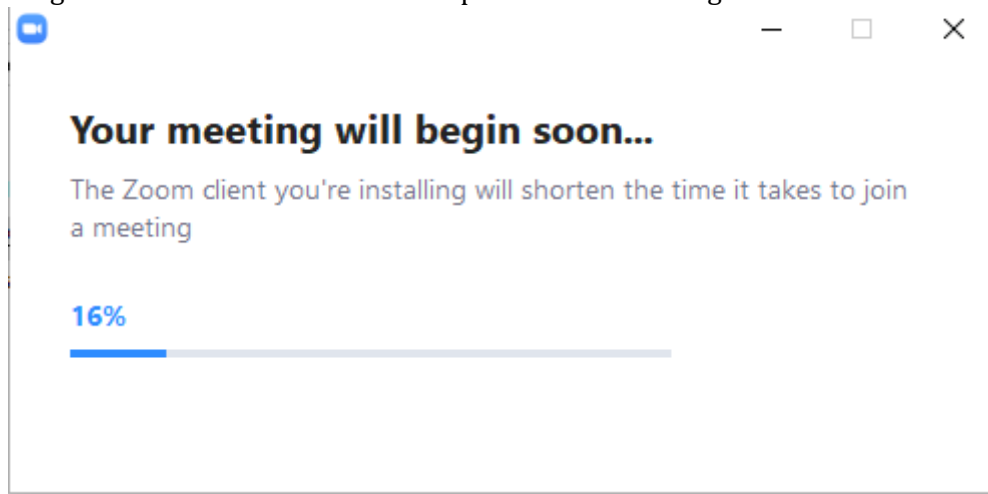 Your meeting will begin soon...
The Zoom client you're installing will shorten the time it takes to join
a meeting
16%